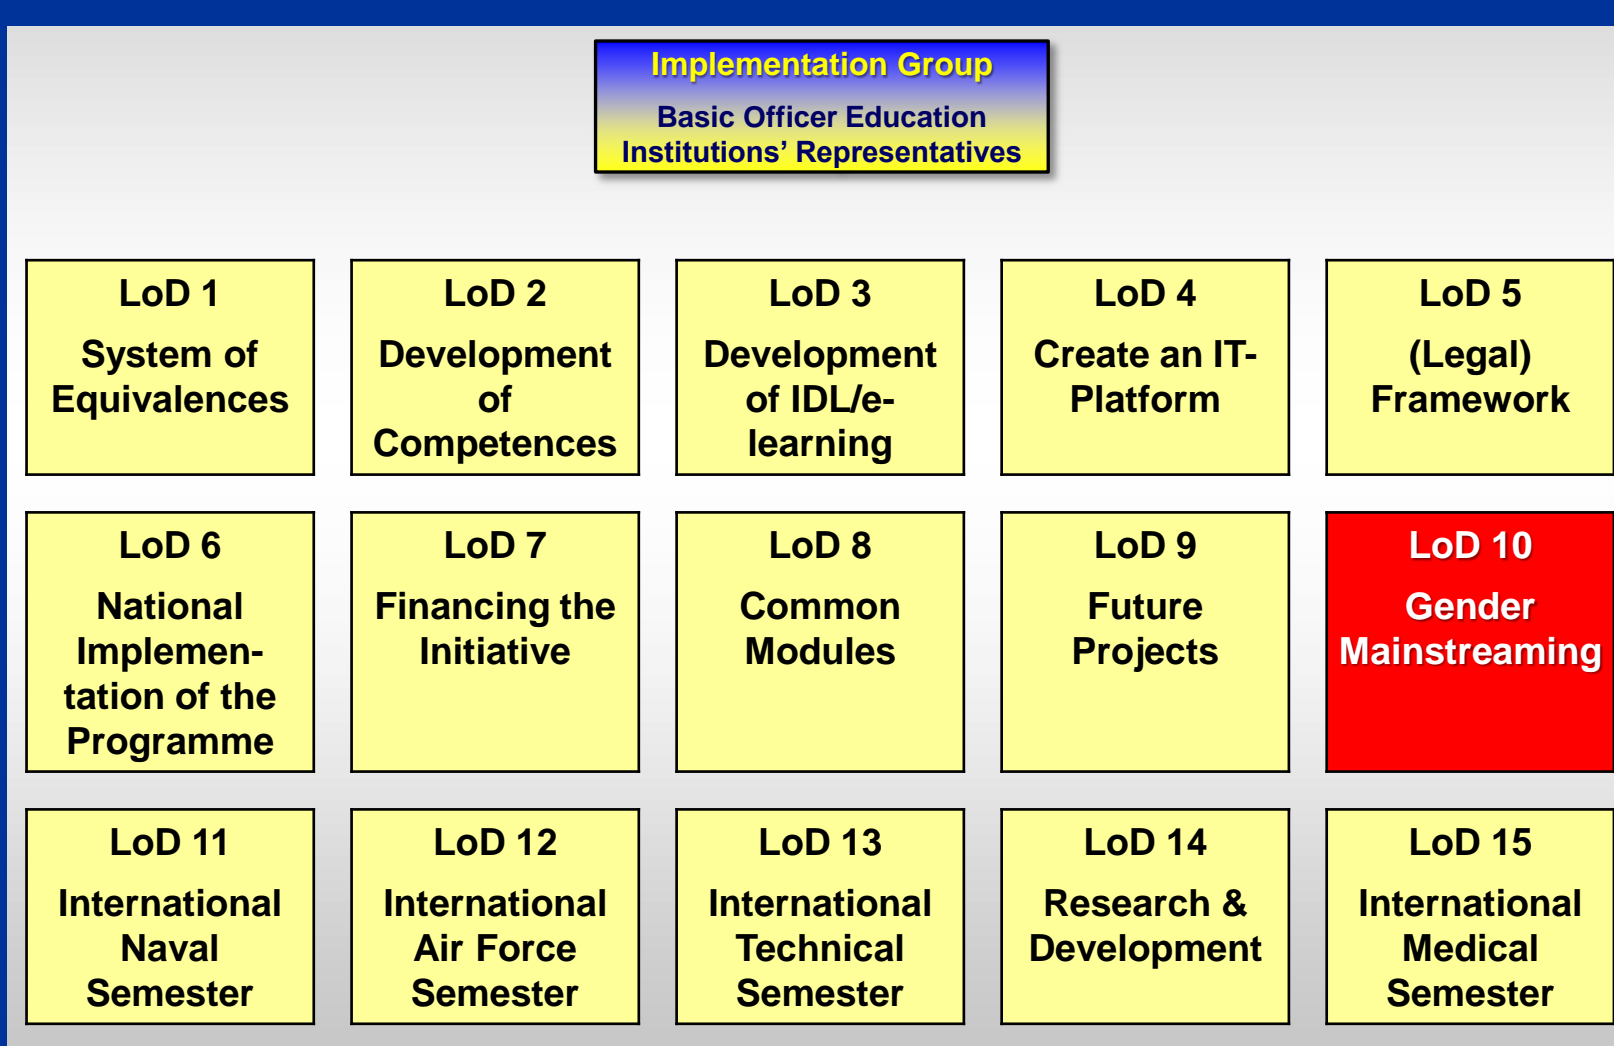 Implementation Group
Basic Officer Education
Institutions’ Representatives
LoD 1
System of
Equivalences
LoD 2
Development
of
Competences
LoD 3
Development
of IDL/e-
learning
LoD 4
Create an IT-
Platform
LoD 5
(Legal)
Framework
LoD 6
National
Implemen-
tation of the
Programme
LoD 7
Financing the
Initiative
LoD 8
Common
Modules
LoD 9
Future
Projects
LoD 10
Gender
Mainstreaming
LoD 11
International
Naval
Semester
LoD 12
International
Air Force
Semester
LoD 13
International
Technical
Semester
LoD 14
Research &
Development
LoD 15
International
Medical
Semester